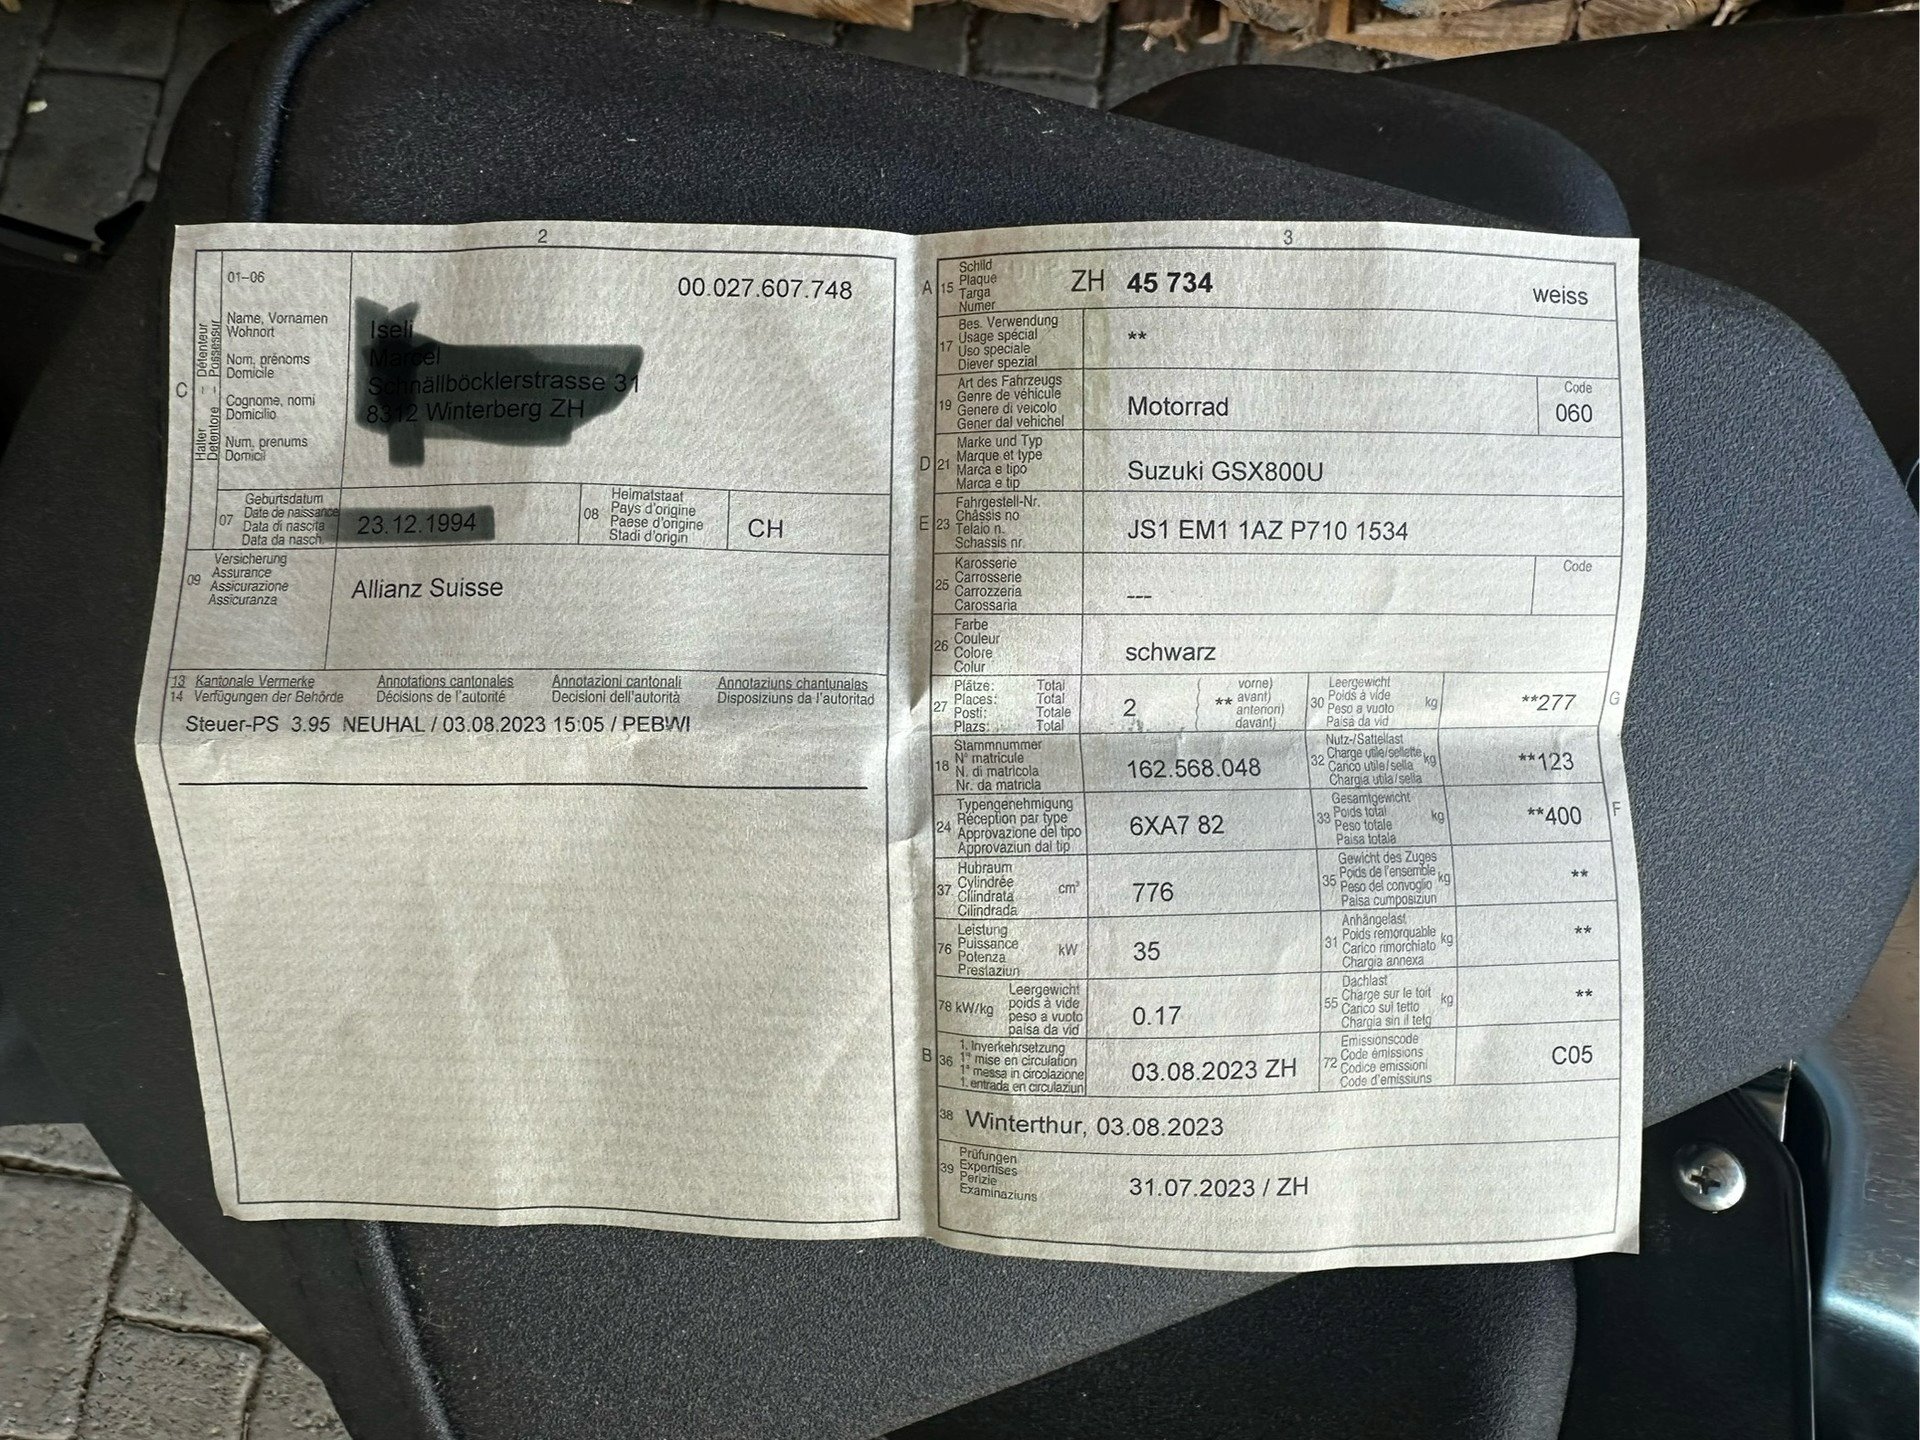 2
01–06
00.027.607.748
Name, Vornamen
Wohnort
Nom, prénoms
Domicile
Cognome, nomi
Domicilio
Num, prenums
Domicil
C
Halter – Détenteur
Detentore – Possessur
07
Geburtsdatum
Date de naissance
Data di nascita
Data da nasch.
08
Heimatstaat
Pays d'origine
Paese d'origine
Stadi d'origin
CH
09
Versicherung
Assurance
Assicurazione
Assicuranza
Allianz Suisse
13 Kantonale Vermerke Annotations cantonales Annotazioni cantonali Annotaziuns chantunalas
14 Verfügungen der Behörde Décisions de l'autorité Decisioni dell'autorità Disposiziuns da l'autoritad
Steuer-PS 3.95 NEUHAL / 03.08.2023 15:05 / PEBWI
3
A 15
Schild
Plaque
Targa
Numer
ZH 45 734
weiss
17
Bes. Verwendung
Usage spécial
Uso speciale
Diever spezial
**
19
Art des Fahrzeugs
Genre de véhicule
Genere di veicolo
Gener dal vehichel
Motorrad
Code
060
D 21
Marke und Typ
Marque et type
Marca e tipo
Marca e tip
Suzuki GSX800U
E 23
Fahrgestell-Nr.
Châssis no
Telaio n.
Schassis nr.
JS1 EM1 1AZ P710 1534
25
Karosserie
Carrosserie
Carrozzeria
Carossaria
---
Code
26
Farbe
Couleur
Colore
Colur
schwarz
27
Plätze: Total
Places: Total
Posti: Totale
Plazs: Total
2
**
( vorne)
( avant)
( anteriori)
( davant)
30
Leergewicht
Poids à vide
Peso a vuoto
Paisa da vid
kg
**277
G
18
Stammnummer
N° matricule
N. di matricola
Nr. da matricla
162.568.048
32
Nutz-/Sattellast
Charge utile/sellette
Carico utile/sella
Chargia utila/sella
kg
**123
24
Typengenehmigung
Réception par type
Approvazione del tipo
Approvaziun dal tip
6XA7 82
33
Gesamtgewicht
Poids total
Peso totale
Paisa totala
kg
**400
F
37
Hubraum
Cylindrée
Cilindrata
Cilindrada
cm³
776
35
Gewicht des Zuges
Poids de l'ensemble
Peso del convoglio
Paisa cumposiziun
kg
**
76
Leistung
Puissance
Potenza
Prestaziun
kW
35
31
Anhängelast
Poids remorquable
Carico rimorchiato
Chargia annexa
kg
**
78 kW/kg
Leergewicht
poids à vide
peso a vuoto
paisa da vid
0.17
55
Dachlast
Charge sur le toit
Carico sul tetto
Chargia sin il tetg
kg
**
B 36
1. Inverkehrsetzung
1re mise en circulation
1a messa in circolazione
1. entrada en circulaziun
03.08.2023 ZH
72
Emissionscode
Code émissions
Codice emissioni
Code d'emissiuns
C05
38 Winterthur, 03.08.2023
39
Prüfungen
Expertises
Perizie
Examinaziuns
31.07.2023 / ZH